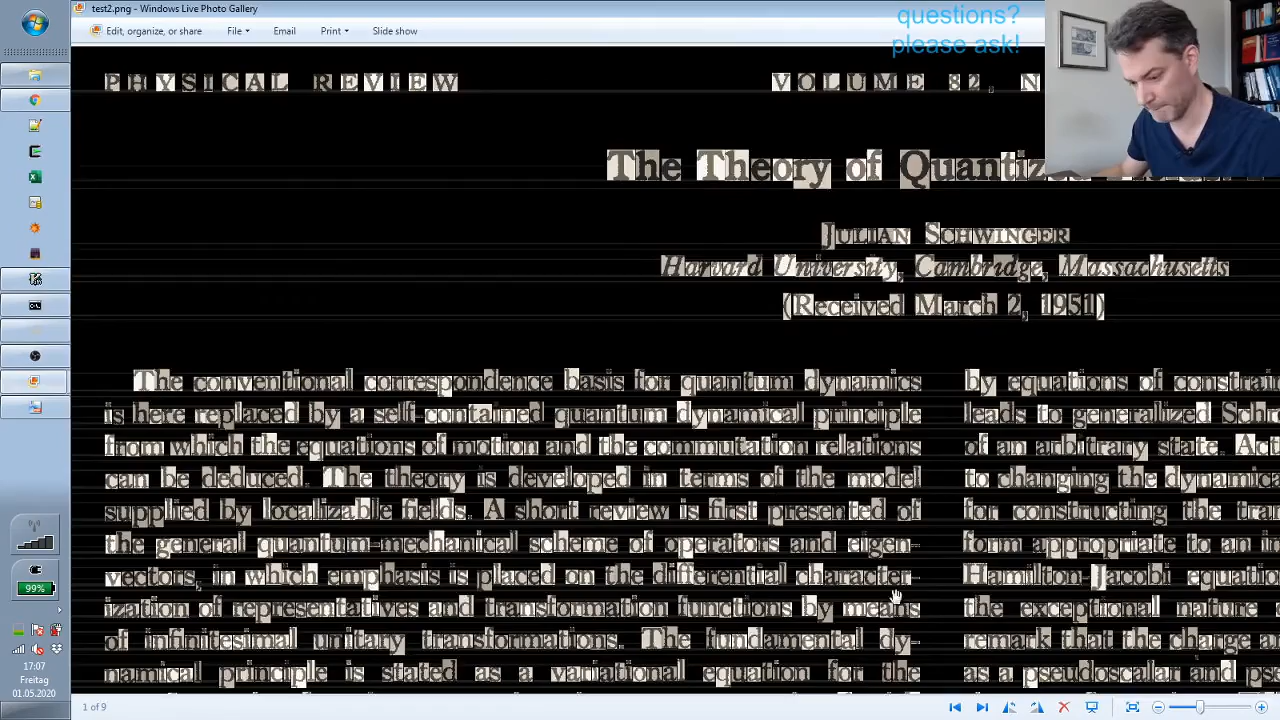 test2.png - Windows Live Photo Gallery
Edit, organize, or share File Email Print Slide show
questions?
please ask!
PHYSICAL REVIEW VOLUME 82, N
The Theory of Quantiz
JULIAN SCHWINGER
Harvard University, Cambridge, Massachusetts
(Received March 2, 1951)
The conventional correspondence basis for quantum dynamics
is here replaced by a self-contained quantum dynamical principle
from which the equations of motion and the commutation relations
can be deduced. The theory is developed in terms of the model
supplied by localizable fields. A short review is first presented of
the general quantum-mechanical scheme of operators and eigen-
vectors, in which emphasis is placed on the differential character-
ization of representatives and transformation functions by means
of infinitesimal unitary transformations. The fundamental dy-
namical principle is stated as a variational equation for the
by equations of constrain
leads to generalized Schr
of an arbitrary state. Act
to changing the dynamica
for constructing the tran
form appropriate to an in
Hamilton-Jacobi equatio
the exceptional nature
remark that the change a
as a pseudoscalar and pse
99%
17:07
Freitag
01.05.2020
1 of 9